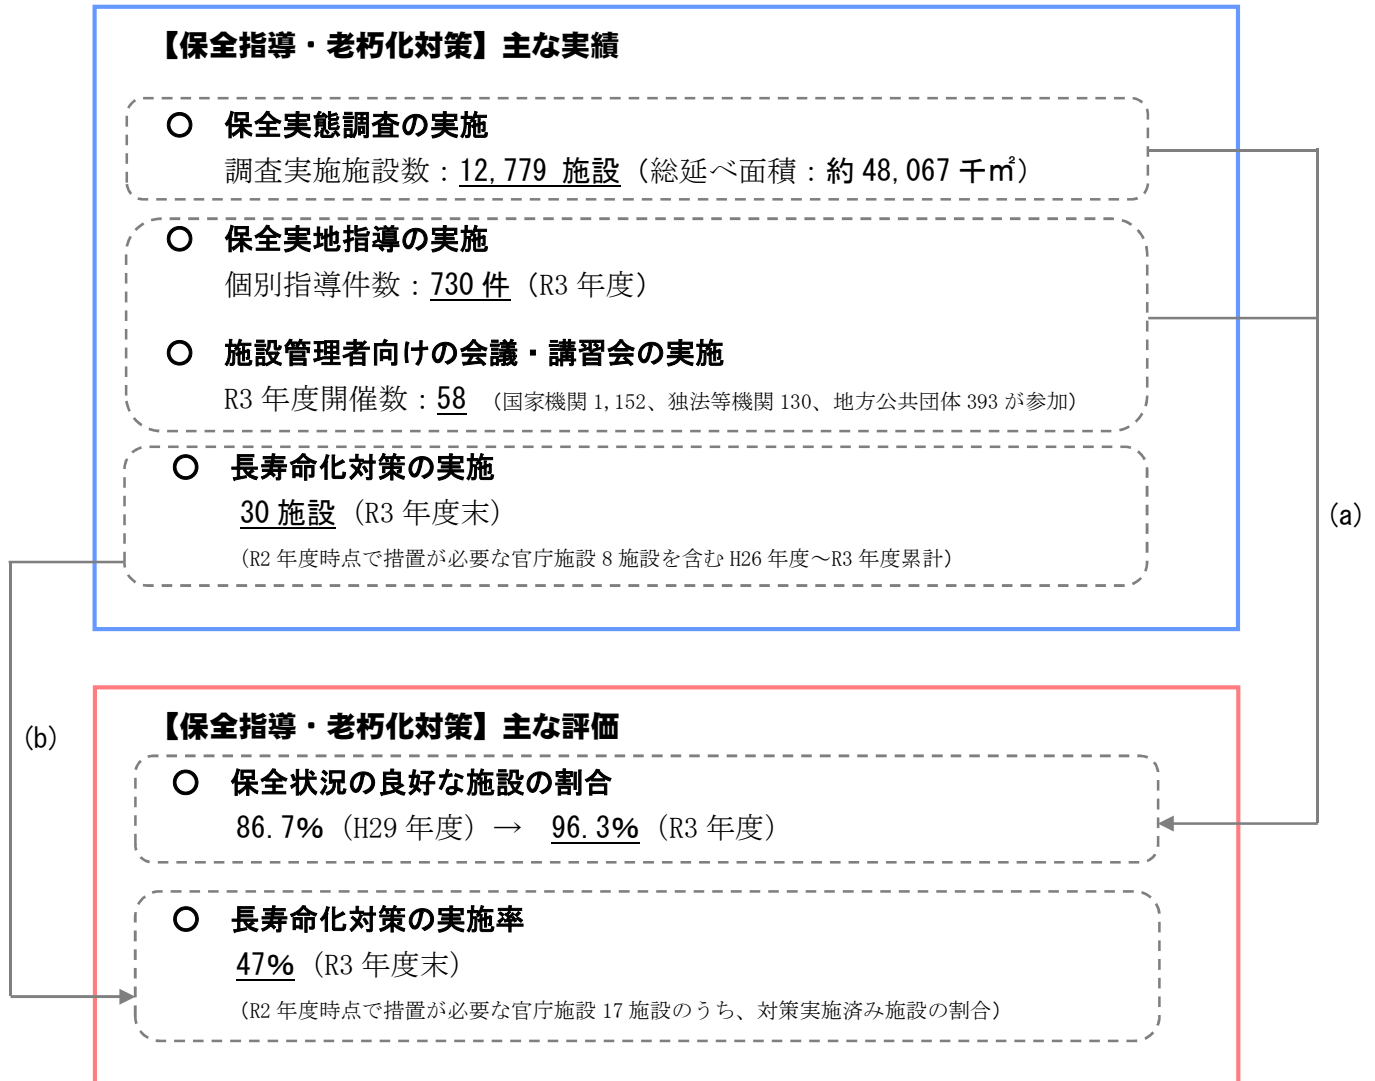 【保全指導・老朽化対策】主な実績
○ 保全実態調査の実施
調査実施施設数：12,779 施設（総延べ面積：約 48,067 千㎡）
○ 保全実地指導の実施
個別指導件数：730 件（R3 年度）
○ 施設管理者向けの会議・講習会の実施
R3 年度開催数：58 （国家機関 1,152、独法等機関 130、地方公共団体 393 が参加）
○ 長寿命化対策の実施
30 施設（R3 年度末）
（R2 年度時点で措置が必要な官庁施設 8 施設を含む H26 年度～R3 年度累計）
(a)
(b)
【保全指導・老朽化対策】主な評価
○ 保全状況の良好な施設の割合
86.7%（H29 年度）→ 96.3%（R3 年度）
○ 長寿命化対策の実施率
47%（R3 年度末）
（R2 年度時点で措置が必要な官庁施設 17 施設のうち、対策実施済み施設の割合）